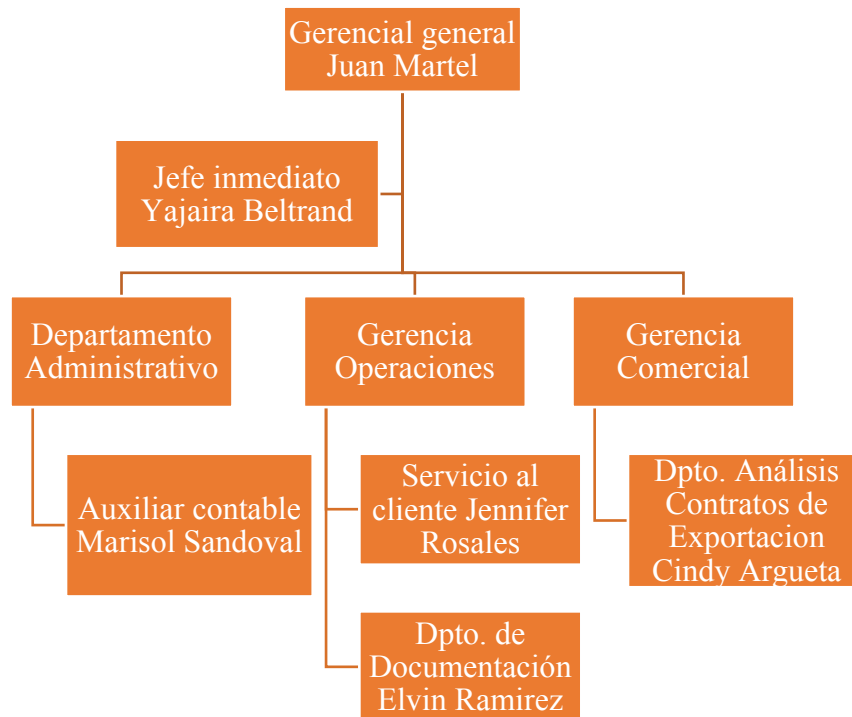 Gerencial general
Juan Martel
Jefe inmediato
Yajaira Beltrand
Departamento
Administrativo
Gerencia
Operaciones
Gerencia
Comercial
Auxiliar contable
Marisol Sandoval
Servicio al
cliente Jennifer
Rosales
Dpto. Análisis
Contratos de
Exportacion
Cindy Argueta
Dpto. de
Documentación
Elvin Ramirez